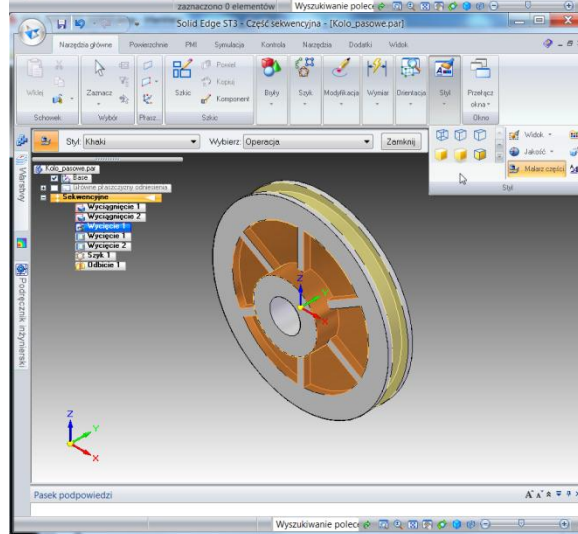 zaznaczono 0 elementów Wyszukiwanie polece
Solid Edge ST3 - Część sekwencyjna - [Kolo_pasowe.par]
Narzędzia główne Powierzchnie PMI Symulacja Kontrola Narzędzia Dodatki Widok
Wklej Zaznacz Szkic Powiel Bryły Szyk Modyfikacja Wymiar Orientacja Styl Przełącz okna
Kopiuj
Komponent
Schowek Wybór Płasz... Szkic Okno
Styl: Khaki Wybierz: Operacja Zamknij
Widok
Jakość
Malarz części
Styl
Kolo_pasowe.par
Base
Główne płaszczyzny odniesienia
Sekwencyjne
Wyciągnięcie 1
Wyciągnięcie 2
Wycięcie 1
Wycięcie 1
Wycięcie 2
Szyk 1
Odbicie 1
Warstwy
Podręcznik inżynierski
Z
Y
X
Z
Y
X
Pasek podpowiedzi
Wyszukiwanie polece